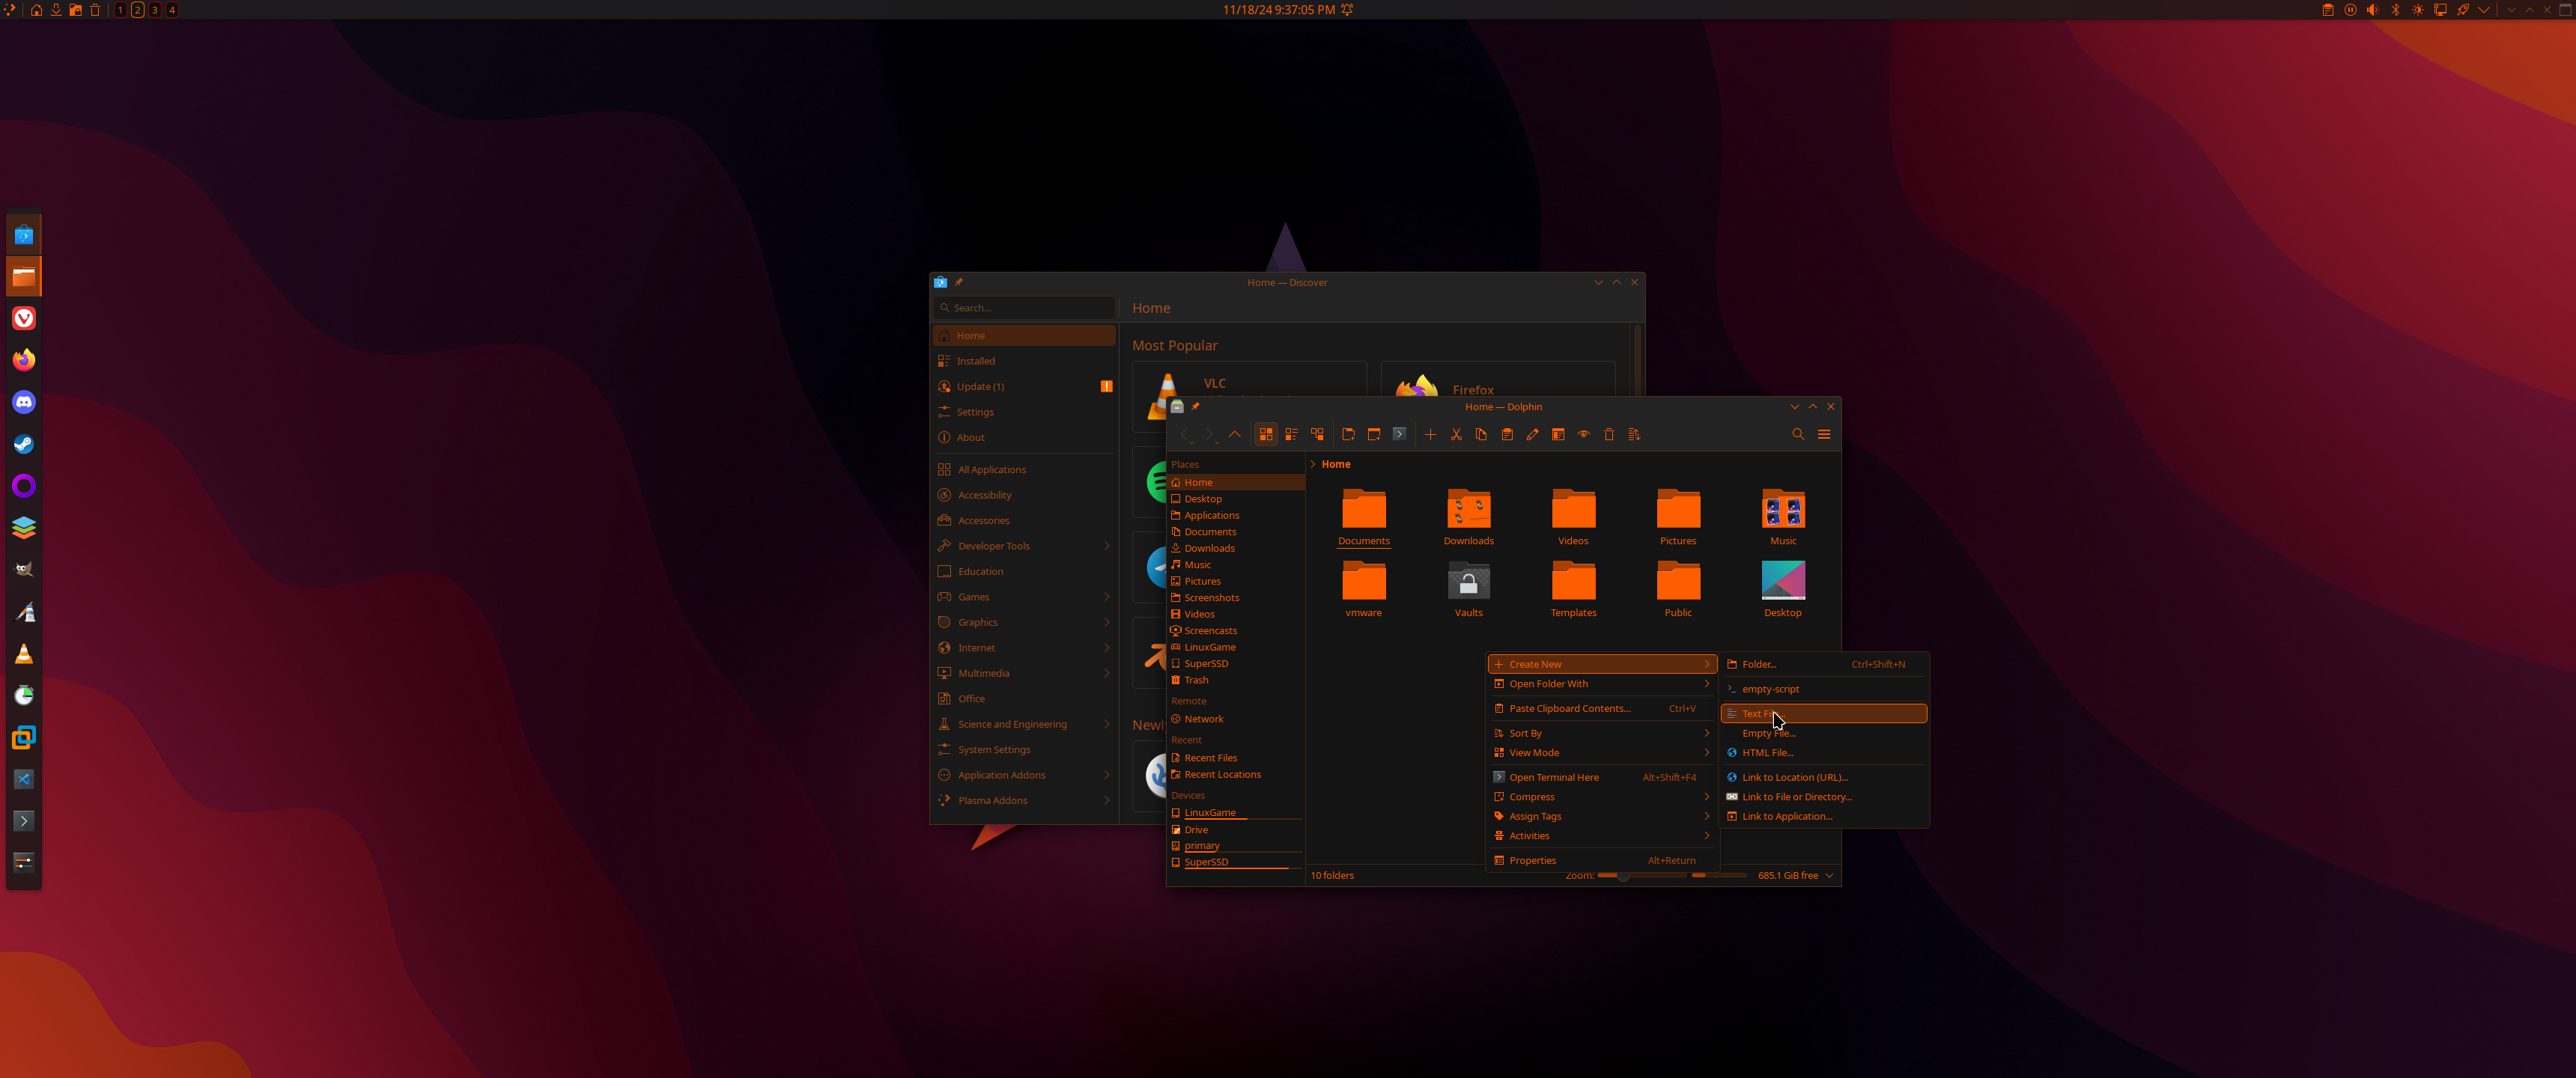 1 2 3 4
11/18/24 9:37:05 PM
Home — Discover
Search...
Home
Home
Installed
Update (1)
Settings
About
All Applications
Accessibility
Accessories
Developer Tools
Education
Games
Graphics
Internet
Multimedia
Office
Science and Engineering
System Settings
Application Addons
Plasma Addons
Most Popular
VLC
Firefox
Home — Dolphin
Places
Home
Desktop
Applications
Documents
Downloads
Music
Pictures
Screenshots
Videos
Screencasts
LinuxGame
SuperSSD
Trash
Remote
Network
Recent
Recent Files
Recent Locations
Devices
LinuxGame
Drive
primary
SuperSSD
Home
Documents Downloads Videos Pictures Music
vmware Vaults Templates Public Desktop
Create New
Open Folder With
Paste Clipboard Contents... Ctrl+V
Sort By
View Mode
Open Terminal Here Alt+Shift+F4
Compress
Assign Tags
Activities
Properties Alt+Return
Folder... Ctrl+Shift+N
empty-script
Text
Empty File...
HTML File...
Link to Location (URL)...
Link to File or Directory...
Link to Application...
10 folders
Zoom:
685.1 GiB free